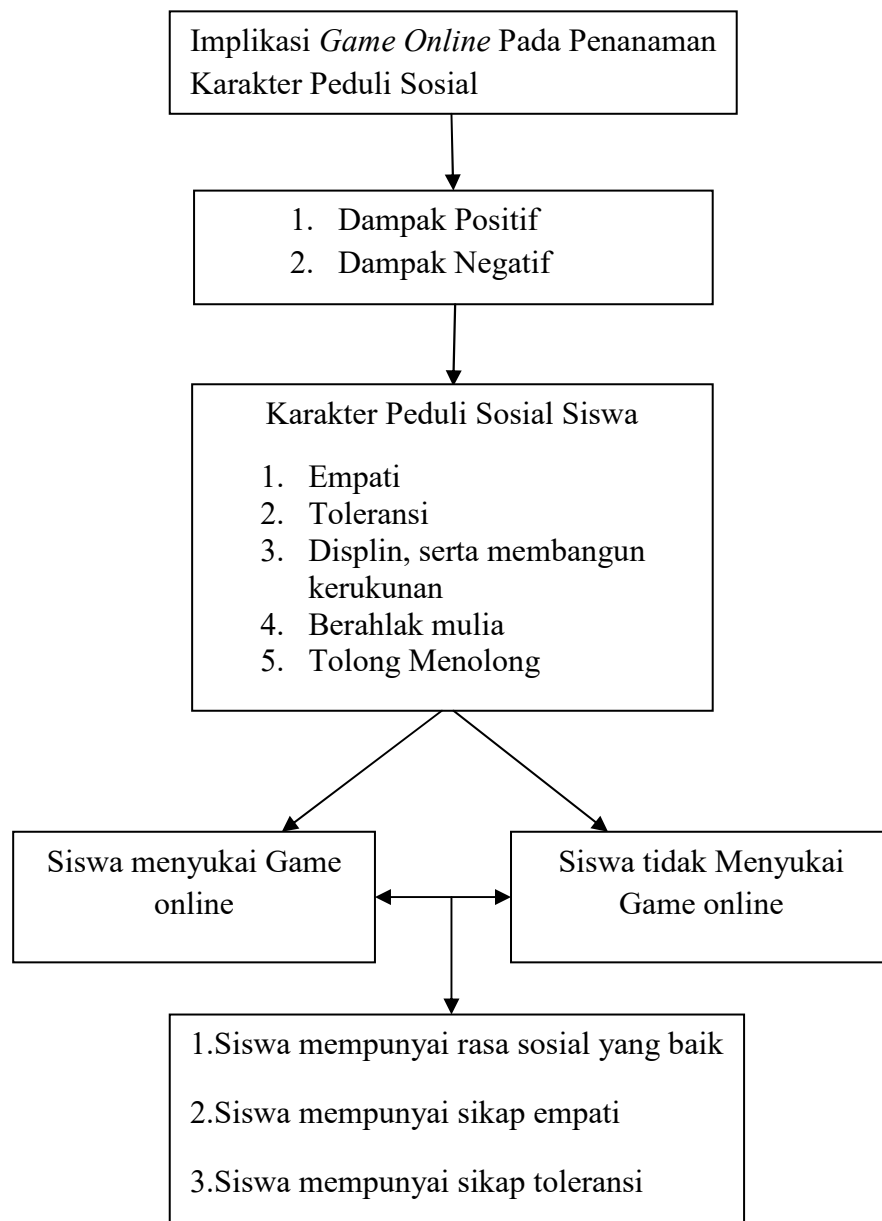 Implikasi Game Online Pada Penanaman
Karakter Peduli Sosial
1. Dampak Positif
2. Dampak Negatif
Karakter Peduli Sosial Siswa
1. Empati
2. Toleransi
3. Displin, serta membangun
kerukunan
4. Berahlak mulia
5. Tolong Menolong
Siswa menyukai Game
online
Siswa tidak Menyukai
Game online
1.Siswa mempunyai rasa sosial yang baik
2.Siswa mempunyai sikap empati
3.Siswa mempunyai sikap toleransi